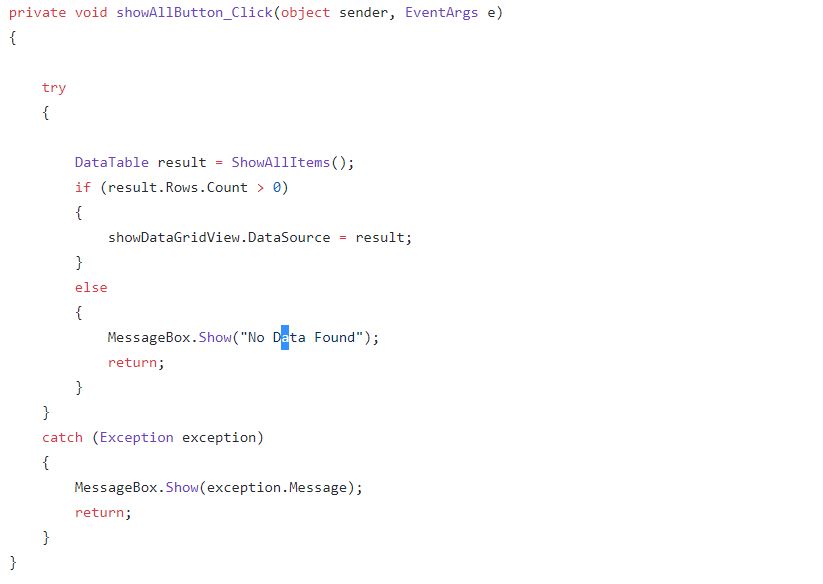 private void showAllButton_Click(object sender, EventArgs e)
{
try
{
DataTable result = ShowAllItems();
if (result.Rows.Count > 0)
{
showDataGridView.DataSource = result;
}
else
{
MessageBox.Show("No Data Found");
return;
}
}
catch (Exception exception)
{
MessageBox.Show(exception.Message);
return;
}
}